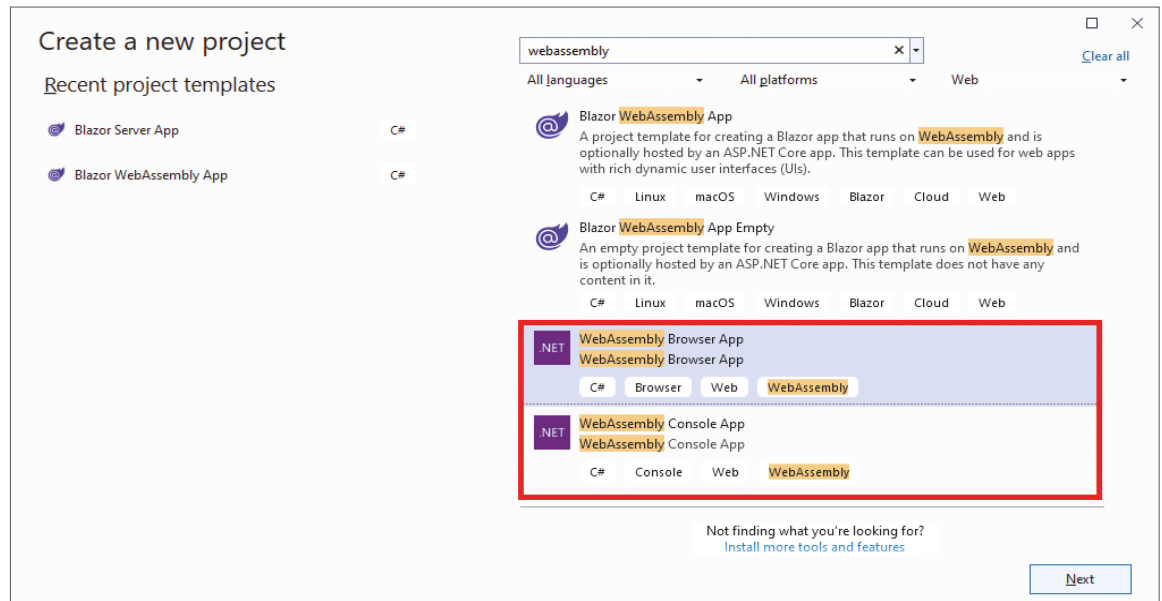 Create a new project
Recent project templates
Blazor Server App C#
Blazor WebAssembly App C#
webassembly
Clear all
All languages All platforms Web
Blazor WebAssembly App
A project template for creating a Blazor app that runs on WebAssembly and is
optionally hosted by an ASP.NET Core app. This template can be used for web apps
with rich dynamic user interfaces (UIs).
C# Linux macOS Windows Blazor Cloud Web
Blazor WebAssembly App Empty
An empty project template for creating a Blazor app that runs on WebAssembly and
is optionally hosted by an ASP.NET Core app. This template does not have any
content in it.
C# Linux macOS Windows Blazor Cloud Web
.NET
WebAssembly Browser App
WebAssembly Browser App
C# Browser Web WebAssembly
.NET
WebAssembly Console App
WebAssembly Console App
C# Console Web WebAssembly
Not finding what you're looking for?
Install more tools and features
Next